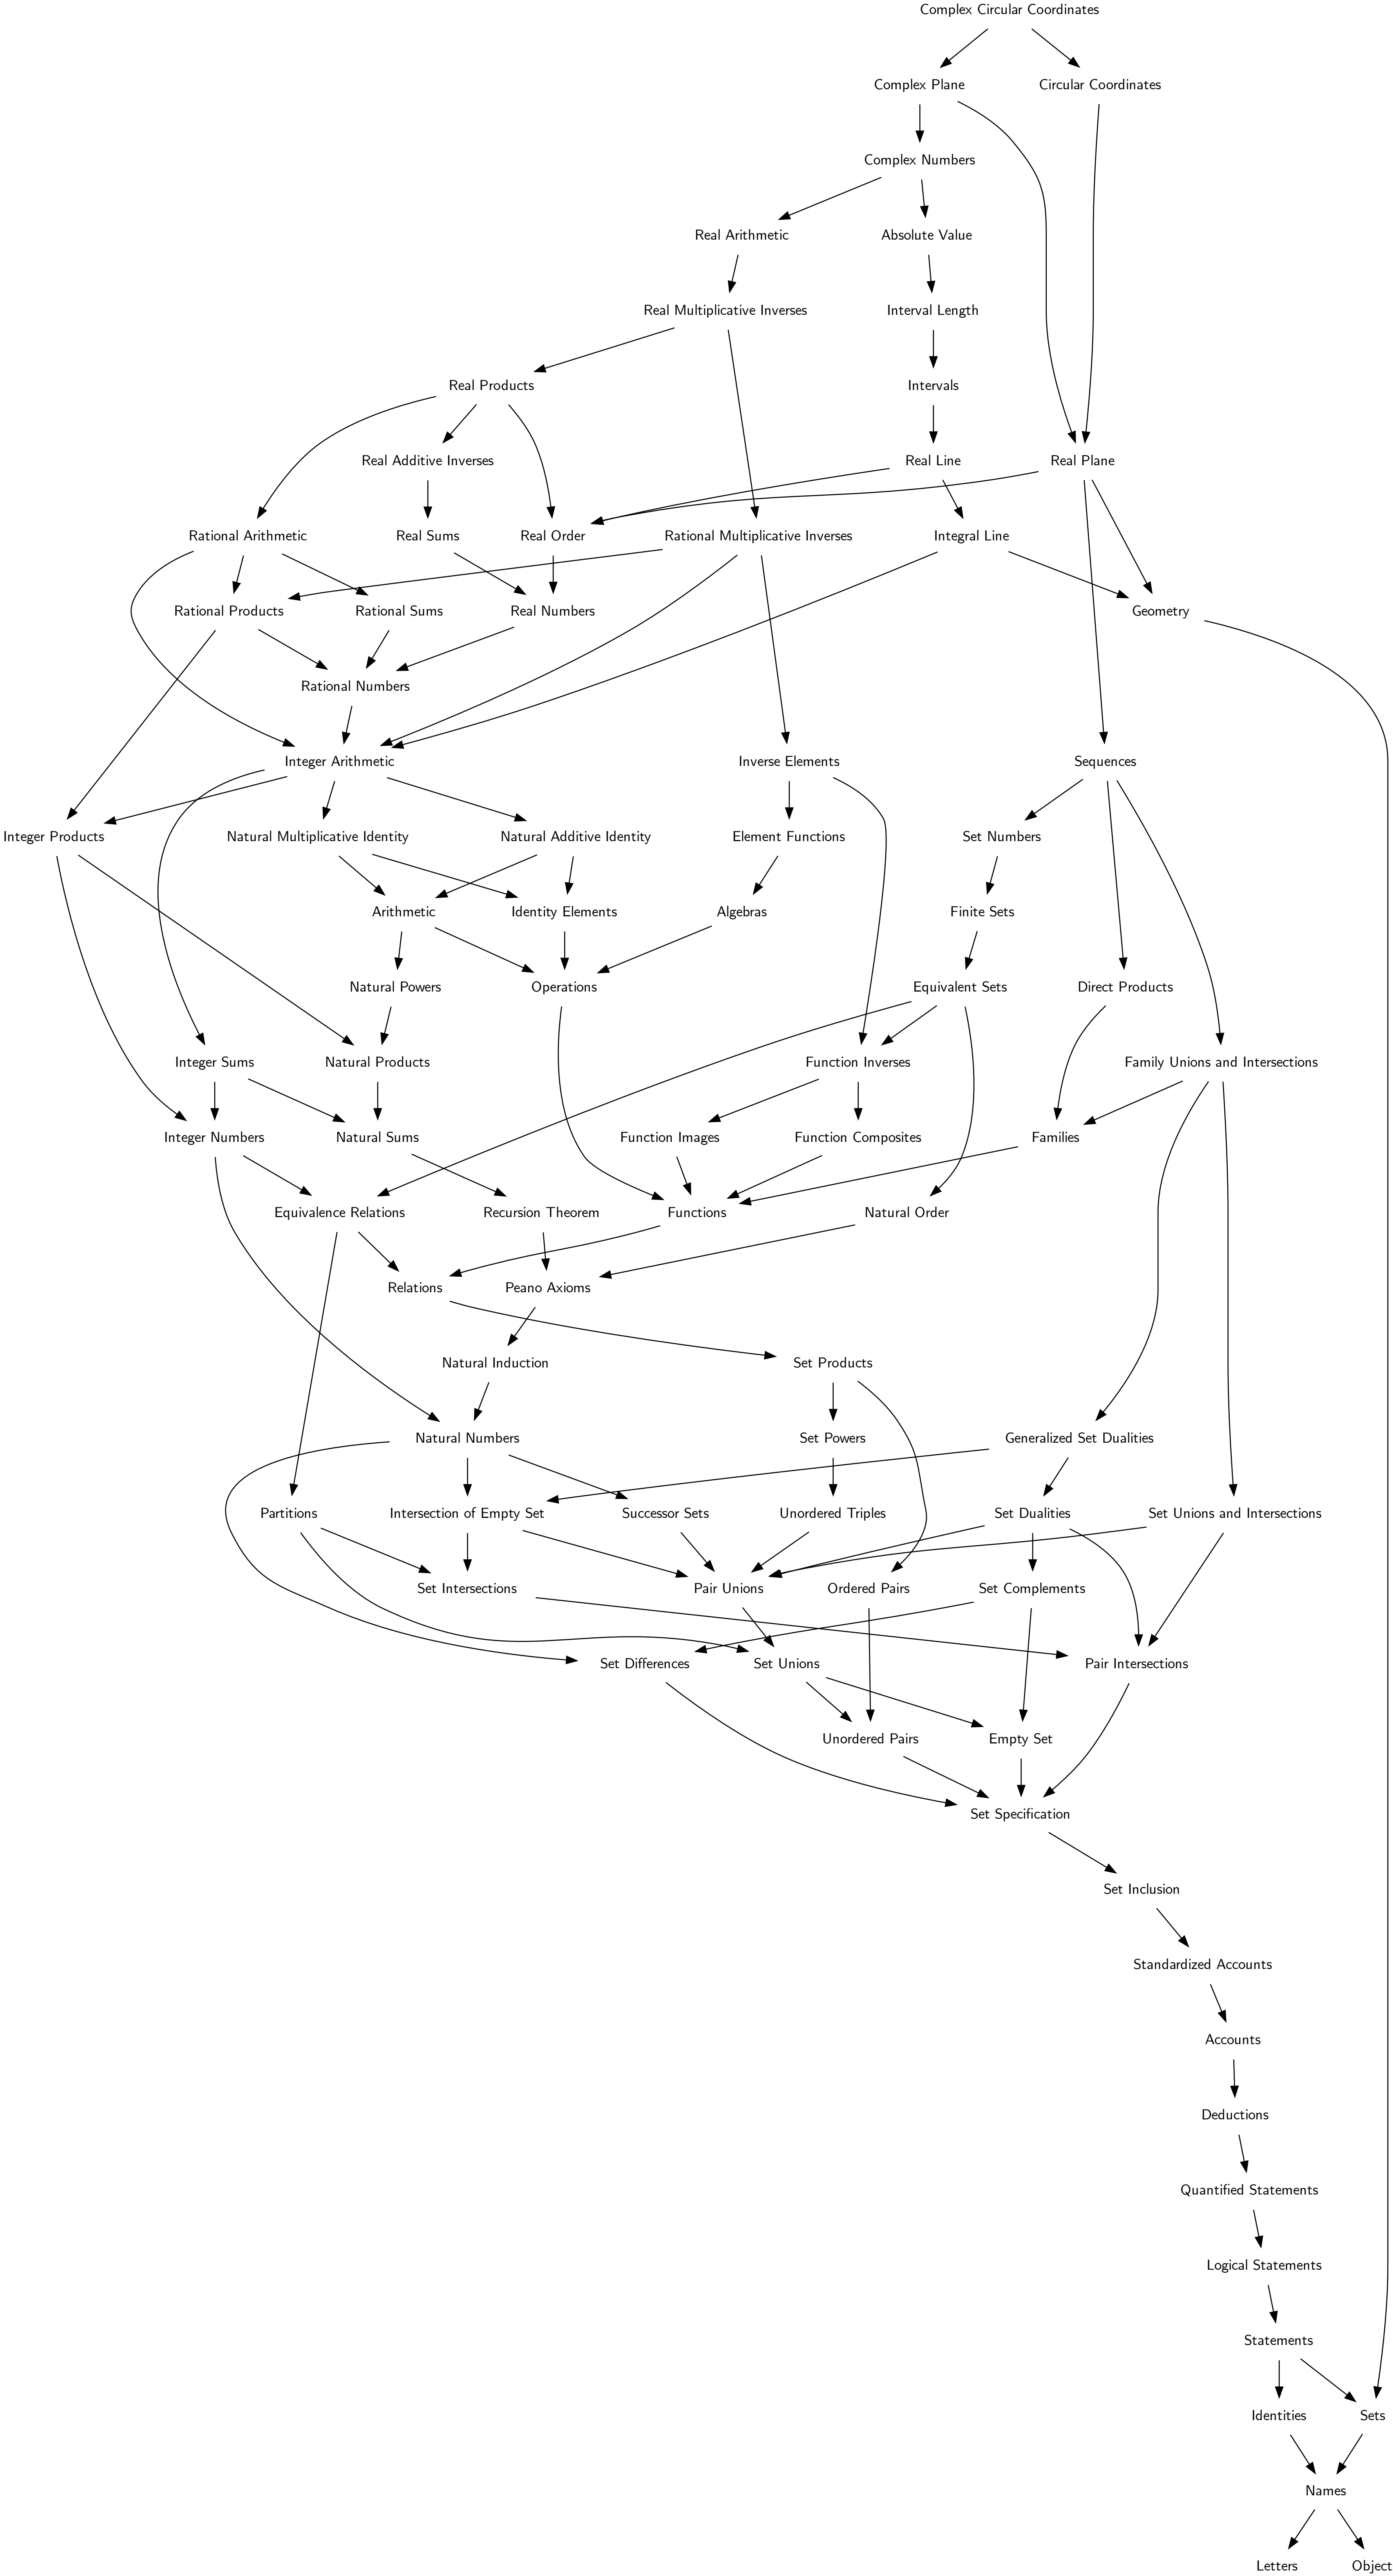 Complex Circular Coordinates
Complex Plane
Circular Coordinates
Complex Numbers
Real Arithmetic
Absolute Value
Real Multiplicative Inverses
Interval Length
Real Products
Intervals
Real Additive Inverses
Real Line
Real Plane
Rational Arithmetic
Real Sums
Real Order
Rational Multiplicative Inverses
Integral Line
Rational Products
Rational Sums
Real Numbers
Geometry
Rational Numbers
Integer Arithmetic
Inverse Elements
Sequences
Integer Products
Natural Multiplicative Identity
Natural Additive Identity
Element Functions
Set Numbers
Arithmetic
Identity Elements
Algebras
Finite Sets
Natural Powers
Operations
Equivalent Sets
Direct Products
Integer Sums
Natural Products
Function Inverses
Family Unions and Intersections
Integer Numbers
Natural Sums
Function Images
Function Composites
Families
Equivalence Relations
Recursion Theorem
Functions
Natural Order
Relations
Peano Axioms
Natural Induction
Set Products
Natural Numbers
Set Powers
Generalized Set Dualities
Partitions
Intersection of Empty Set
Successor Sets
Unordered Triples
Set Dualities
Set Unions and Intersections
Set Intersections
Pair Unions
Ordered Pairs
Set Complements
Set Differences
Set Unions
Pair Intersections
Unordered Pairs
Empty Set
Set Specification
Set Inclusion
Standardized Accounts
Accounts
Deductions
Quantified Statements
Logical Statements
Statements
Identities
Sets
Names
Letters
Object